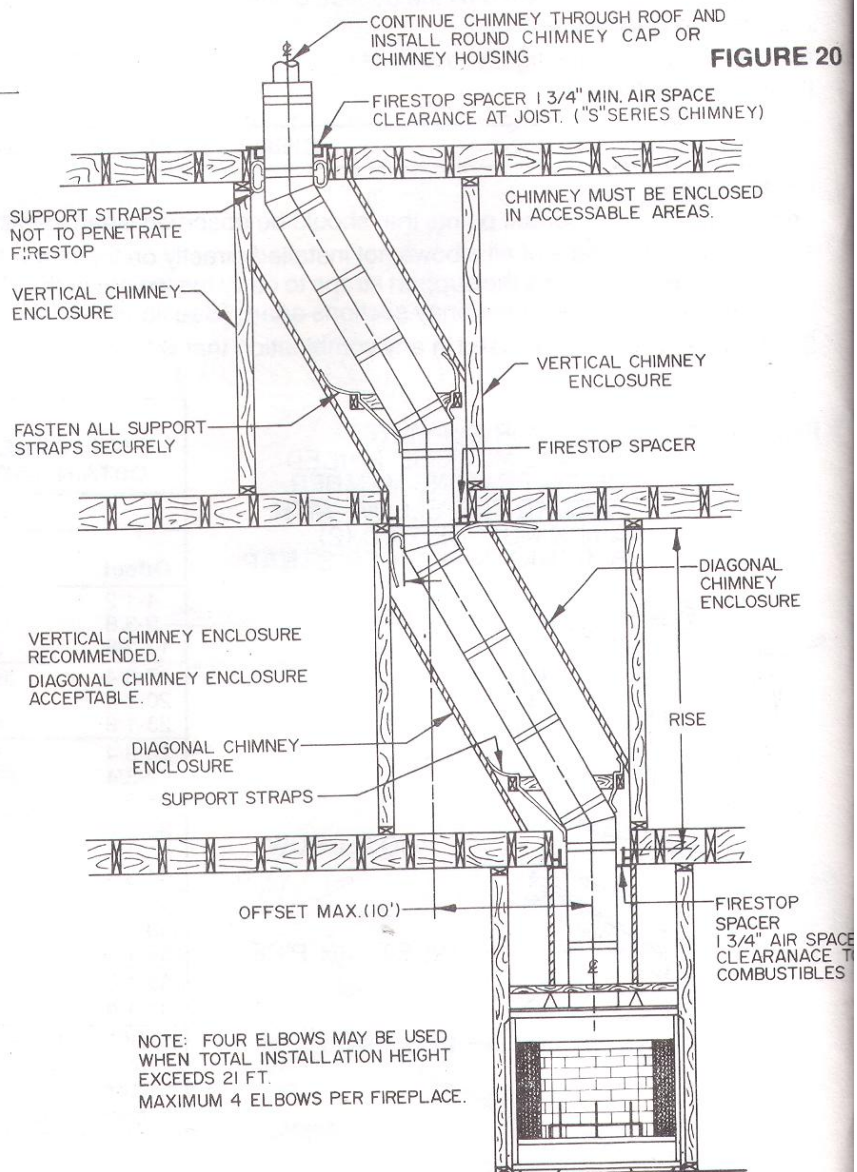 CONTINUE CHIMNEY THROUGH ROOF AND
INSTALL ROUND CHIMNEY CAP OR
CHIMNEY HOUSING
FIGURE 20
FIRESTOP SPACER 1 3/4" MIN. AIR SPACE
CLEARANCE AT JOIST. ("S" SERIES CHIMNEY)
SUPPORT STRAPS
NOT TO PENETRATE
FIRESTOP
CHIMNEY MUST BE ENCLOSED
IN ACCESSABLE AREAS.
VERTICAL CHIMNEY
ENCLOSURE
VERTICAL CHIMNEY
ENCLOSURE
FASTEN ALL SUPPORT
STRAPS SECURELY
FIRESTOP SPACER
DIAGONAL
CHIMNEY
ENCLOSURE
VERTICAL CHIMNEY ENCLOSURE
RECOMMENDED.
DIAGONAL CHIMNEY ENCLOSURE
ACCEPTABLE.
RISE
DIAGONAL CHIMNEY
ENCLOSURE
SUPPORT STRAPS
OFFSET MAX.(10')
FIRESTOP
SPACER
1 3/4" AIR SPACE
CLEARANACE TO
COMBUSTIBLES
NOTE: FOUR ELBOWS MAY BE USED
WHEN TOTAL INSTALLATION HEIGHT
EXCEEDS 21 FT.
MAXIMUM 4 ELBOWS PER FIREPLACE.